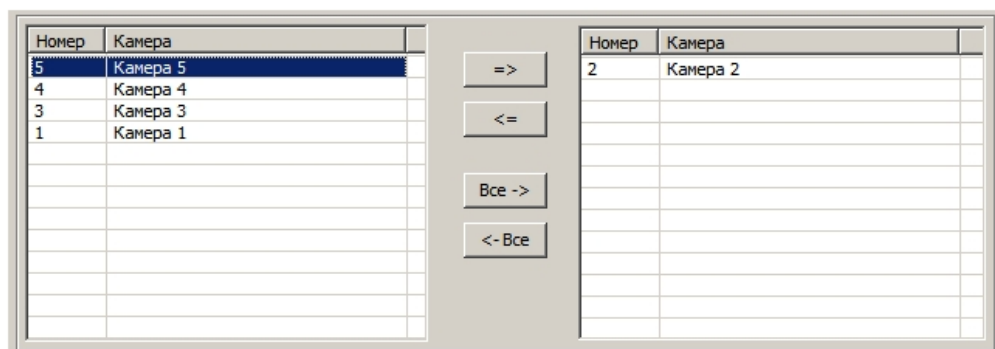 Номер Камера
5 Камера 5
4 Камера 4
3 Камера 3
1 Камера 1
=>
<=
Все ->
<- Все
Номер Камера
2 Камера 2